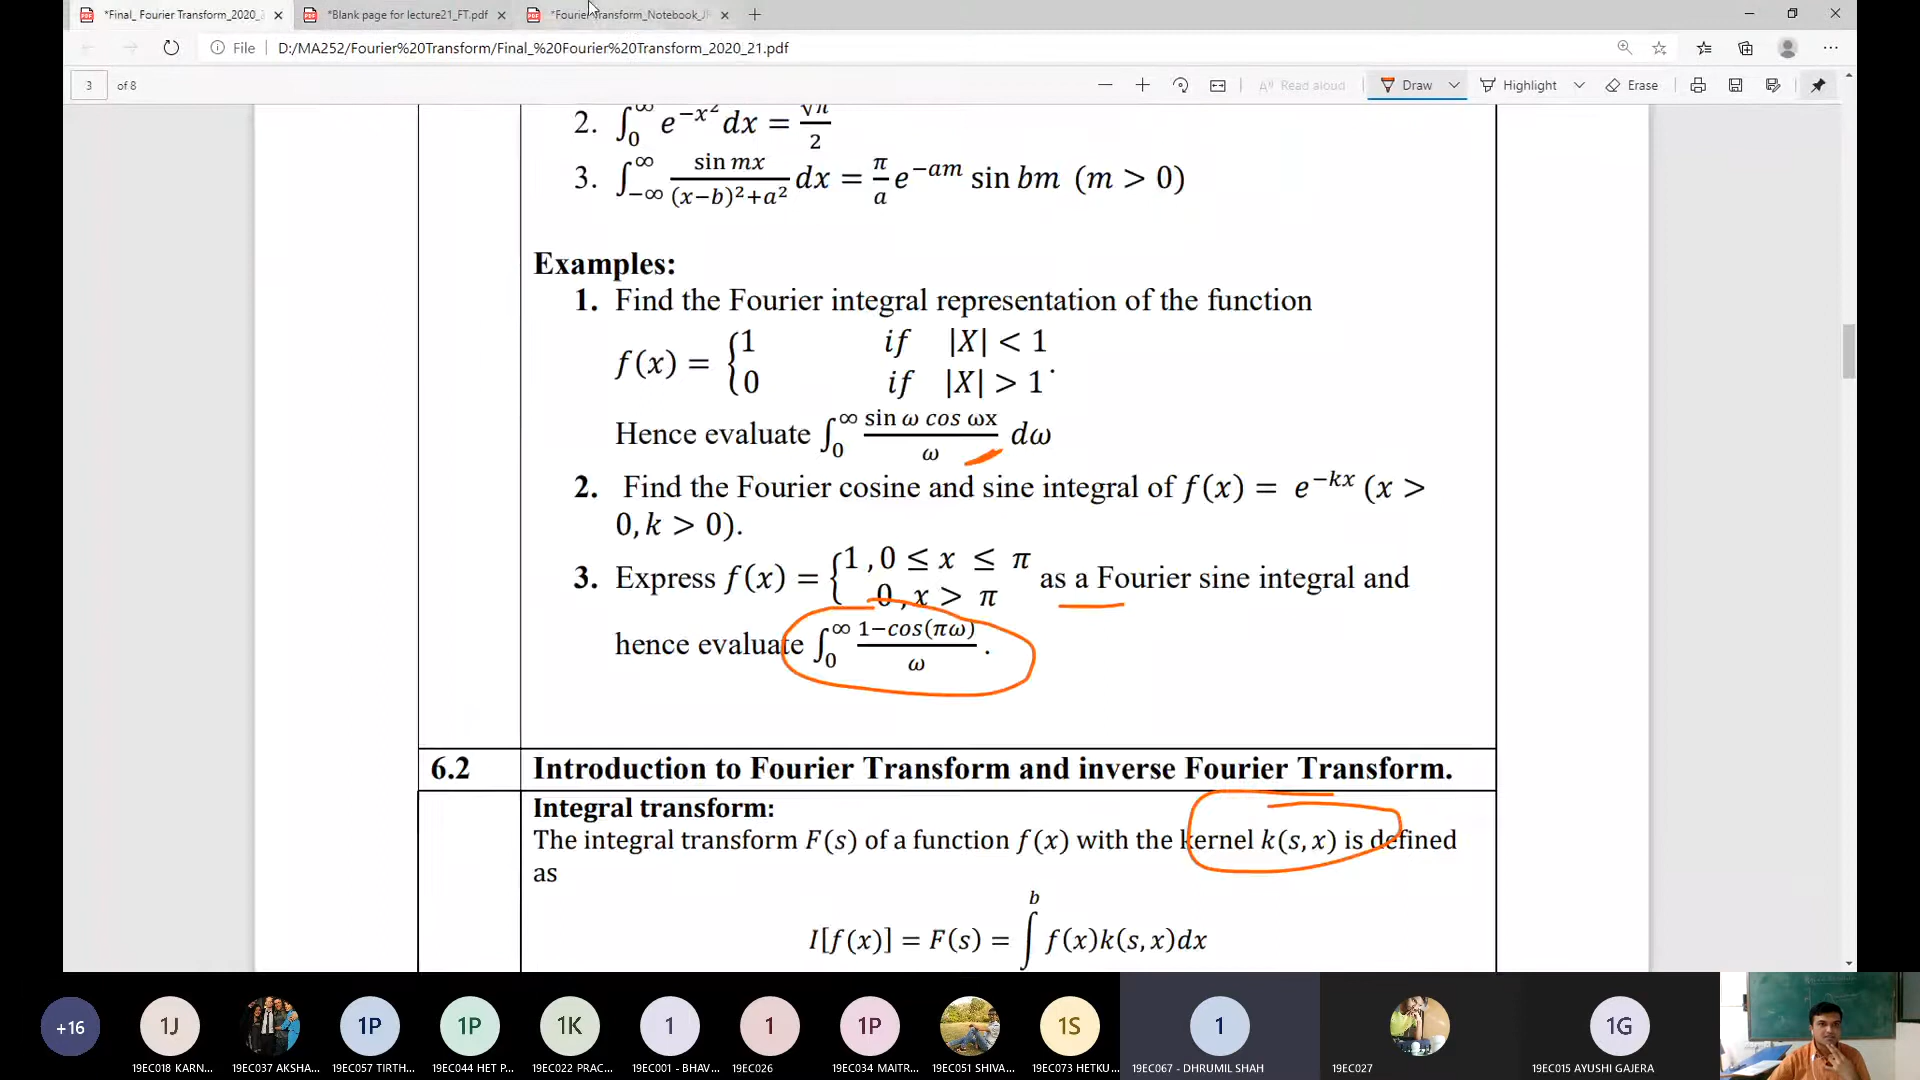 *Final_ Fourier Transform_2020_
*Blank page for lecture21_FT.pdf
*Fourier Transform_Notebook_
File D:/MA252/Fourier%20Transform/Final_%20Fourier%20Transform_2020_21.pdf
3 of 8
Read aloud Draw Highlight Erase
2. ∫₀^∞ e^{-x²} dx = √π/2
3. ∫_{-∞}^{∞} sin mx/((x-b)²+a²) dx = π/a e^{-am} sin bm (m > 0)
Examples:
1. Find the Fourier integral representation of the function
f(x) = {1 if |X| < 1
0 if |X| > 1.
Hence evaluate ∫₀^∞ (sin ω cos ωx)/ω dω
2. Find the Fourier cosine and sine integral of f(x) = e^{-kx} (x >
0, k > 0).
3. Express f(x) = {1 , 0 ≤ x ≤ π
0 , x > π as a Fourier sine integral and
hence evaluate ∫₀^∞ (1-cos(πω))/ω .
6.2 Introduction to Fourier Transform and inverse Fourier Transform.
Integral transform:
The integral transform F(s) of a function f(x) with the kernel k(s, x) is defined
as
I[f(x)] = F(s) = ∫^b f(x)k(s, x)dx
+16 1J 1P 1P 1K 1 1 1P 1S 1 1G
19EC018 KARN... 19EC037 AKSHA... 19EC057 TIRTH... 19EC044 HET P... 19EC022 PRAC... 19EC001 - BHAV... 19EC026 19EC034 MAITR... 19EC051 SHIVA... 19EC073 HETKU... 19EC067 - DHRUMIL SHAH 19EC027 19EC015 AYUSHI GAJERA